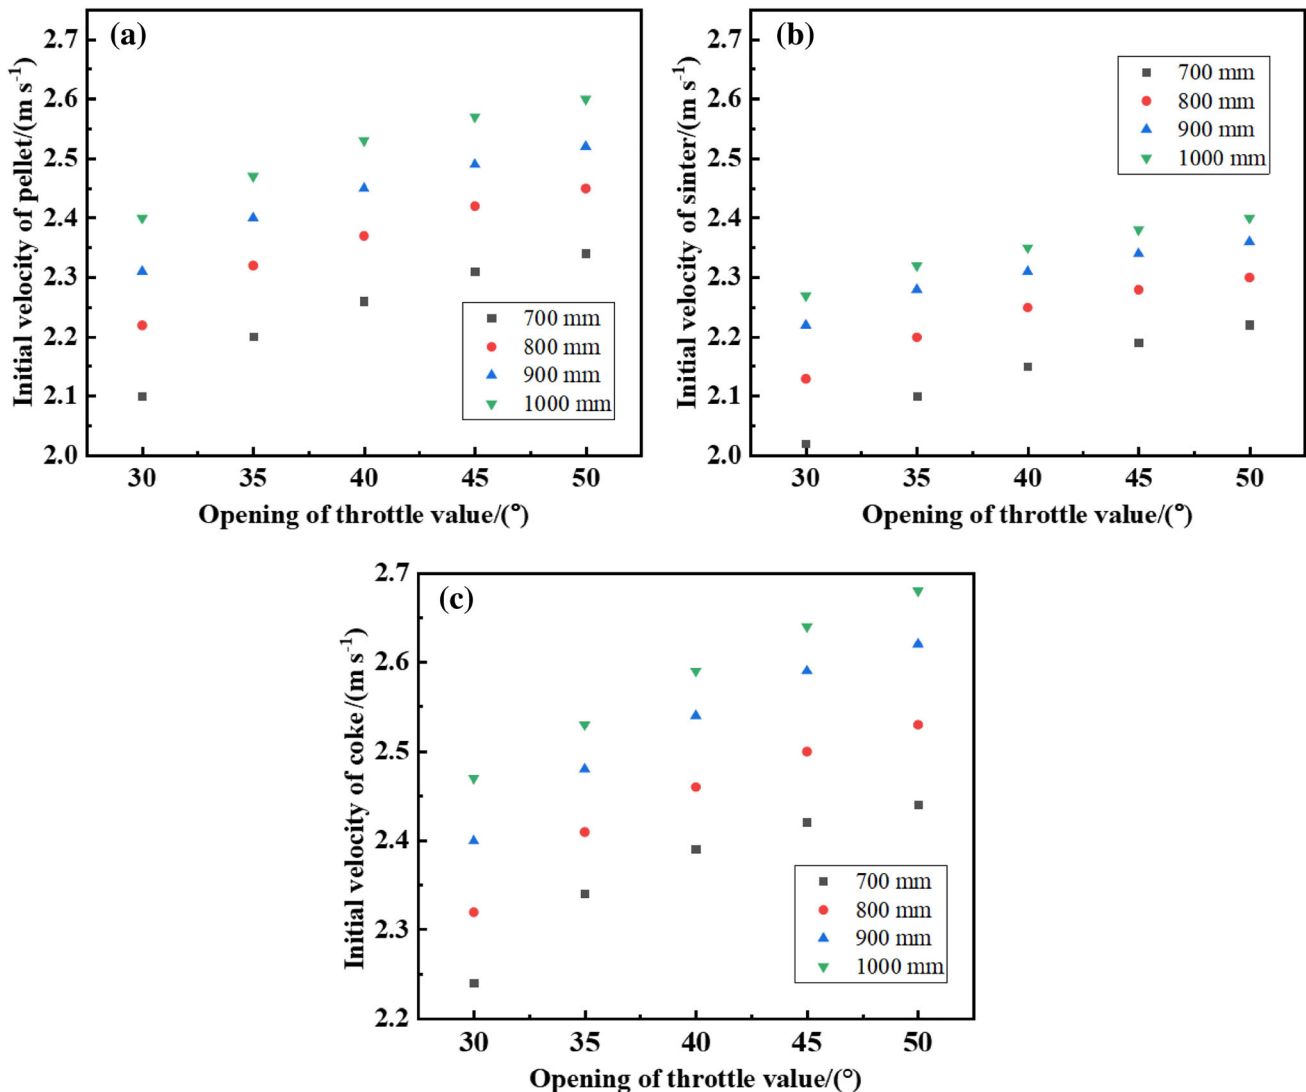 (a)
Initial velocity of pellet/(m s⁻¹)
2.7
2.6
2.5
2.4
2.3
2.2
2.1
2.0
700 mm
800 mm
900 mm
1000 mm
30 35 40 45 50
Opening of throttle value/(°)
(b)
Initial velocity of sinter/(m s⁻¹)
2.7
2.6
2.5
2.4
2.3
2.2
2.1
2.0
700 mm
800 mm
900 mm
1000 mm
30 35 40 45 50
Opening of throttle value/(°)
(c)
Initial velocity of coke/(m s⁻¹)
2.7
2.6
2.5
2.4
2.3
2.2
700 mm
800 mm
900 mm
1000 mm
30 35 40 45 50
Opening of throttle value/(°)